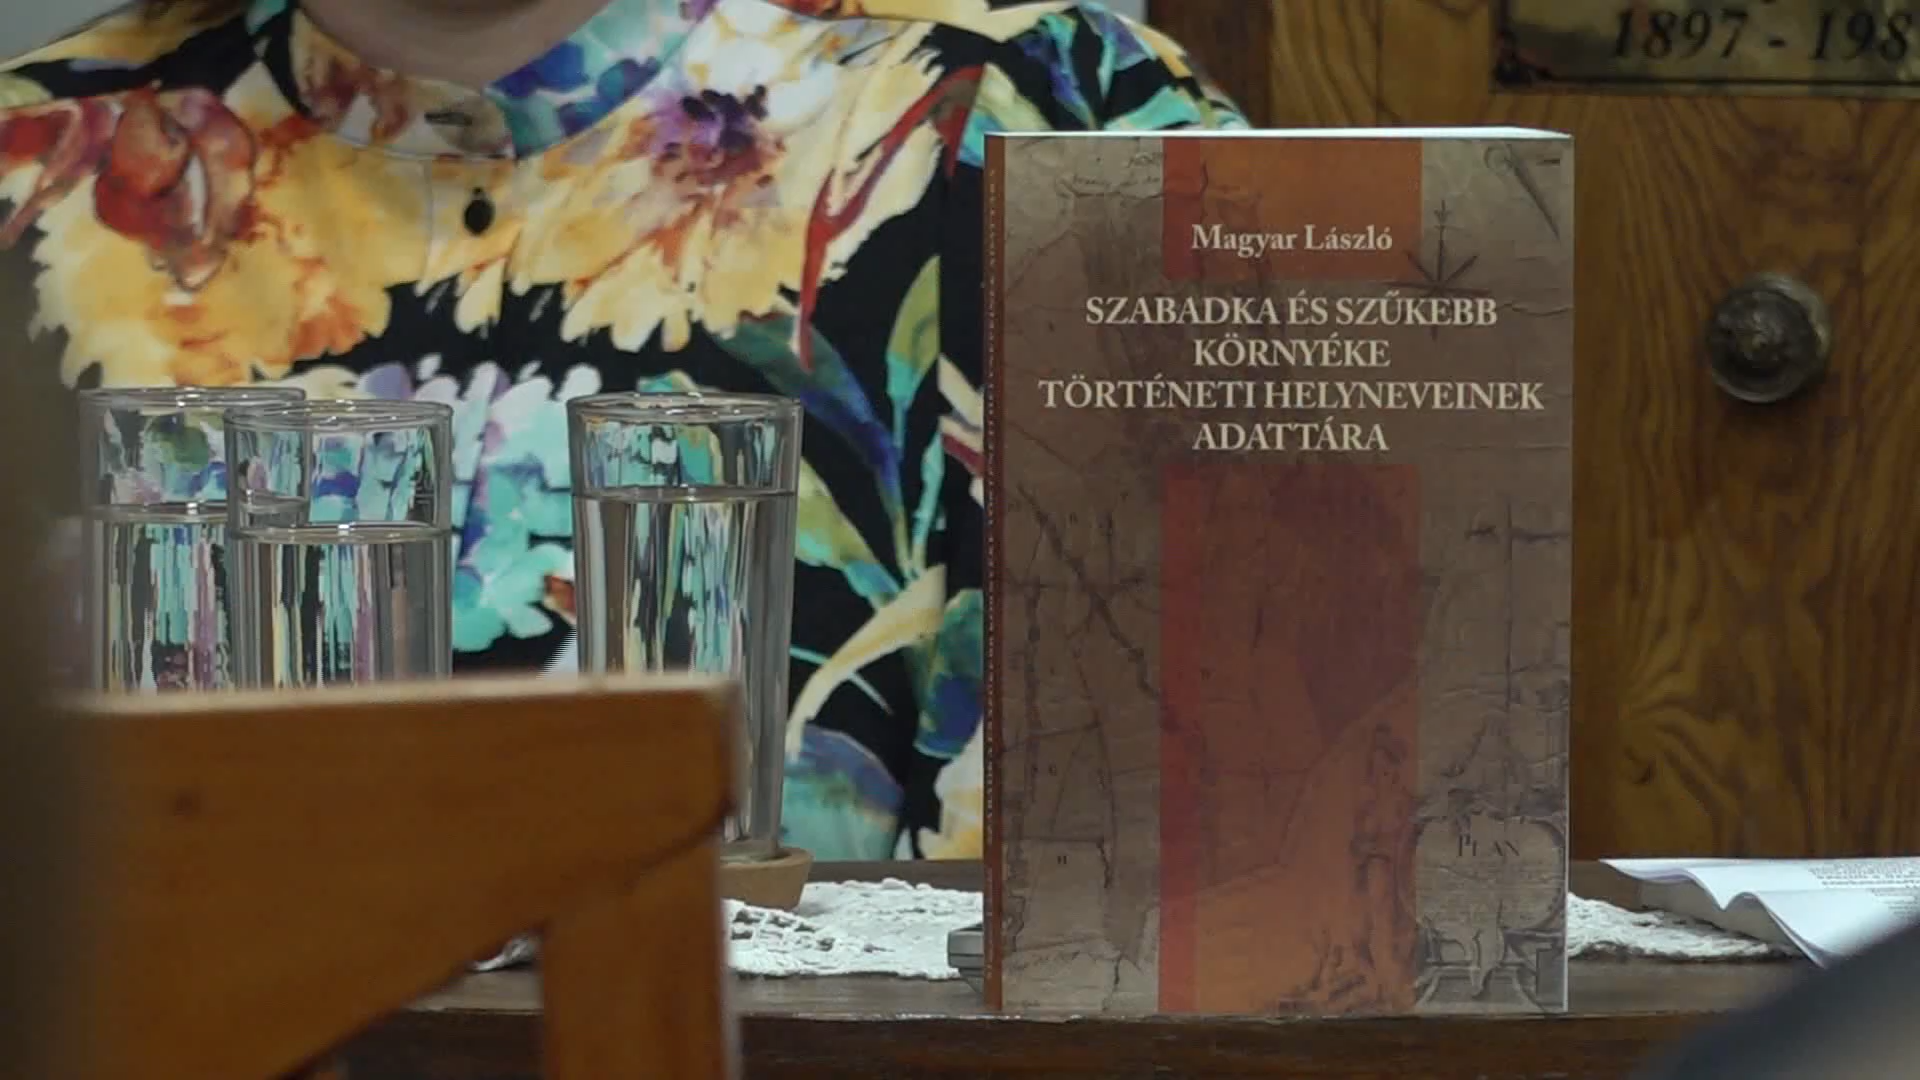 1897 - 198
Magyar László
SZABADKA ÉS SZŰKEBB
KÖRNYÉKE
TÖRTÉNETI HELYNEVEINEK
ADATTÁRA
PLAN